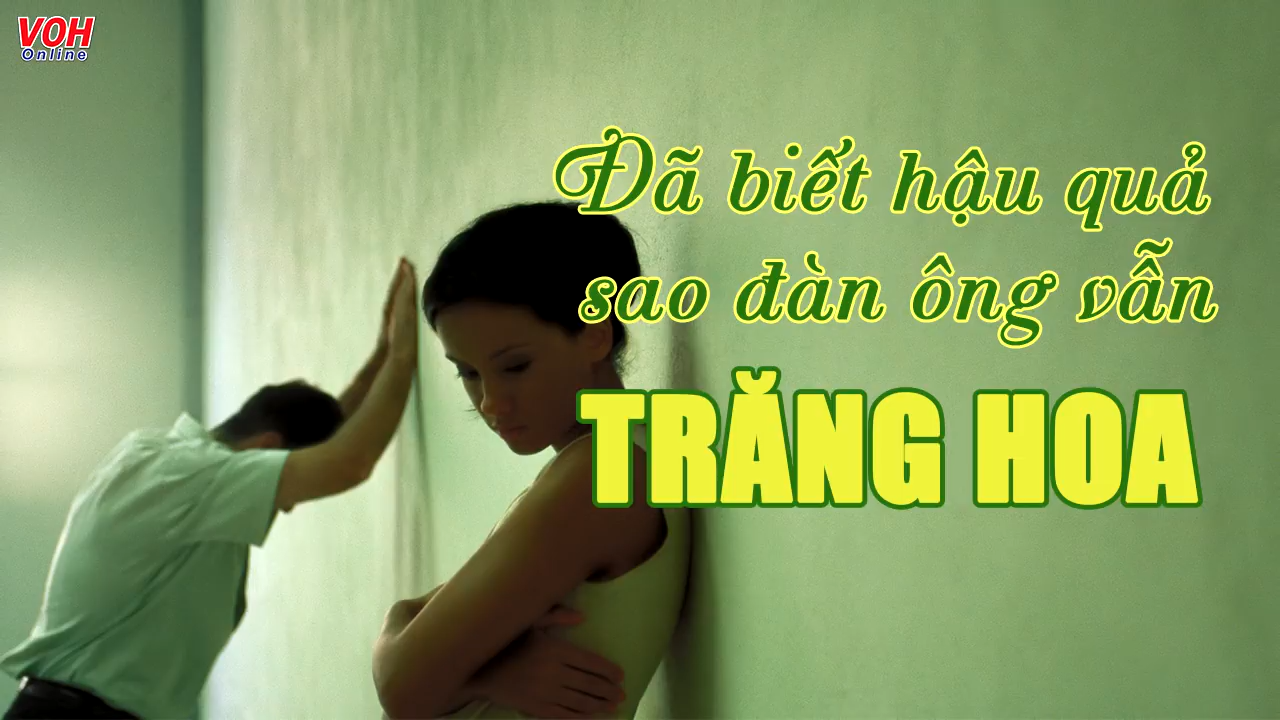 VOH
Online
Đã biết hậu quả
sao đàn ông vẫn
TRĂNG HOA